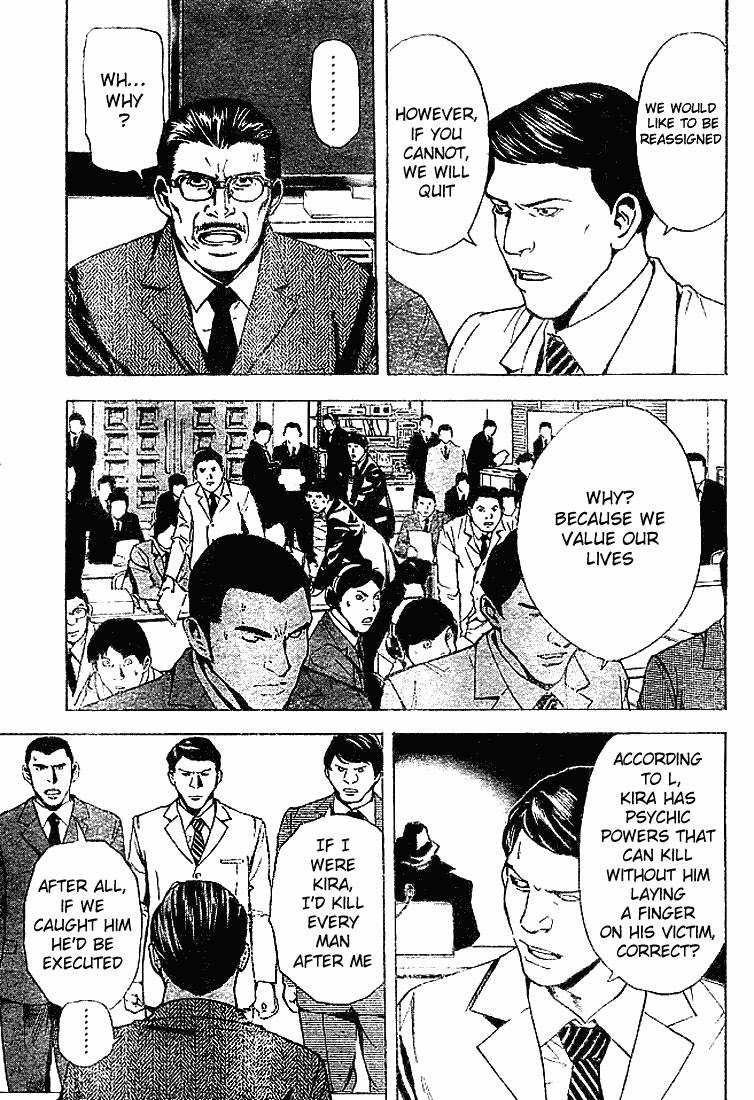 WE WOULD
LIKE TO BE
REASSIGNED
HOWEVER,
IF YOU
CANNOT,
WE WILL
QUIT
........
WH...
WHY
?
WHY?
BECAUSE WE
VALUE OUR
LIVES
ACCORDING
TO L,
KIRA HAS
PSYCHIC
POWERS THAT
CAN KILL
WITHOUT HIM
LAYING
A FINGER
ON HIS VICTIM,
CORRECT?
IF I
WERE
KIRA,
I'D KILL
EVERY
MAN
AFTER ME
AFTER ALL,
IF WE
CAUGHT HIM
HE'D BE
EXECUTED
......